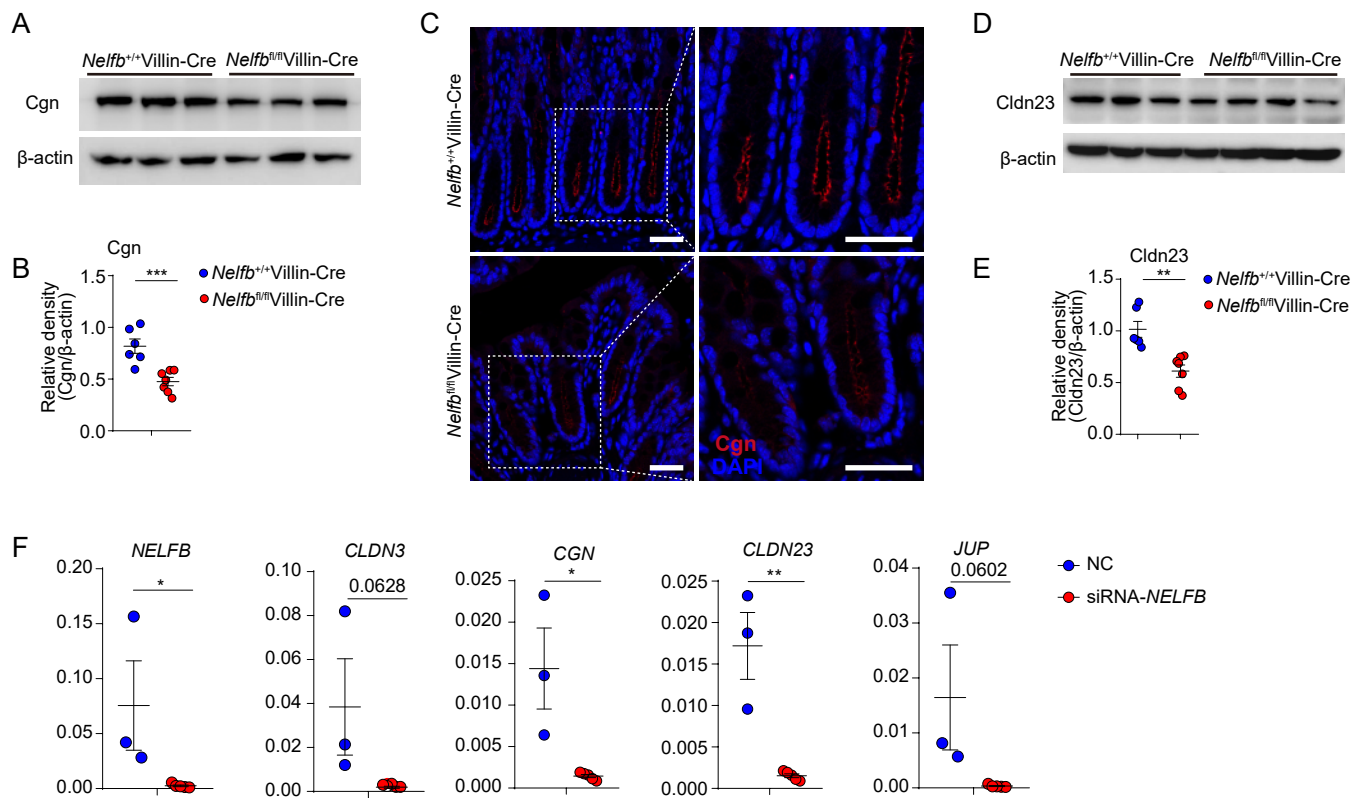 A
Nelfb+/+Villin-Cre Nelfbfl/flVillin-Cre
Cgn
β-actin
B
Cgn
Relative density
(Cgn/β-actin)
1.5
1.0
0.5
0.0
***
Nelfb+/+Villin-Cre
Nelfbfl/flVillin-Cre
C
Nelfb+/+Villin-Cre
Nelfbfl/flVillin-Cre
Cgn
DAPI
D
Nelfb+/+Villin-Cre Nelfbfl/flVillin-Cre
Cldn23
β-actin
E
Cldn23
Relative density
(Cldn23/β-actin)
1.5
1.0
0.5
0.0
**
Nelfb+/+Villin-Cre
Nelfbfl/flVillin-Cre
F
NELFB
0.20
0.15
0.10
0.05
0.00
*
CLDN3
0.10
0.08
0.06
0.04
0.02
0.00
0.0628
CGN
0.025
0.020
0.015
0.010
0.005
0.000
*
CLDN23
0.025
0.020
0.015
0.010
0.005
0.000
**
JUP
0.0602
0.04
0.03
0.02
0.01
0.00
NC
siRNA-NELFB